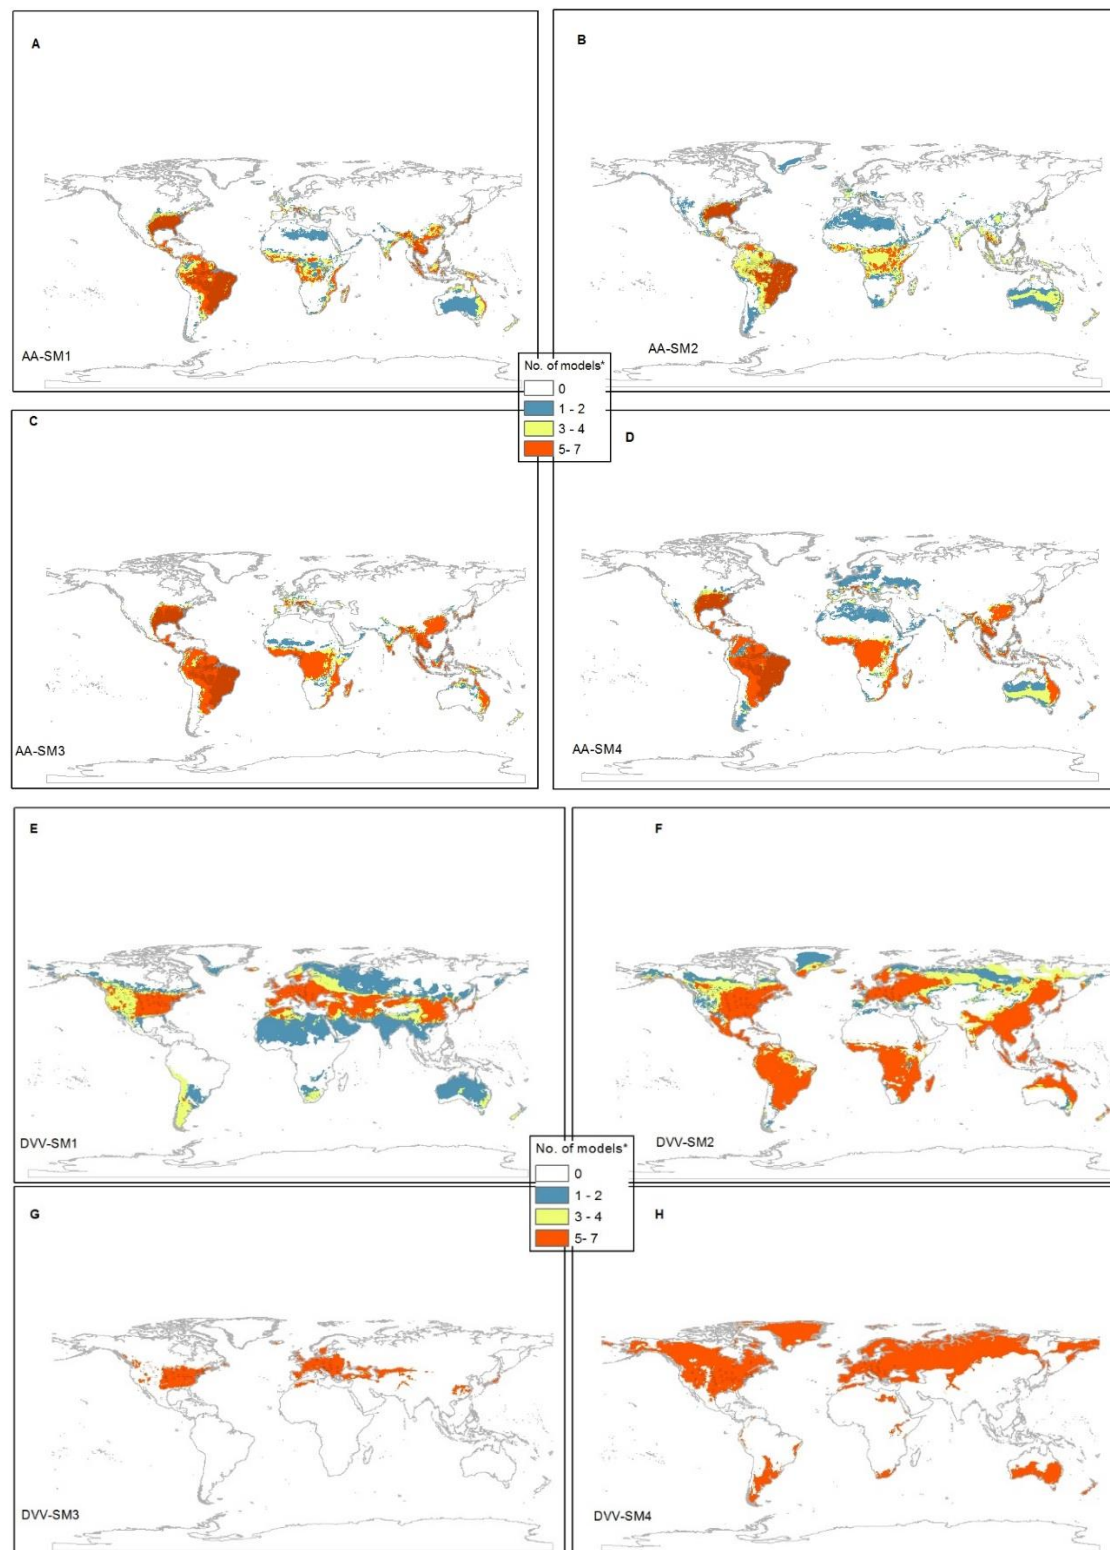 A
B
AA-SM1
AA-SM2
No. of models*
0
1 - 2
3 - 4
5- 7
C
D
AA-SM3
AA-SM4
E
F
DVV-SM1
DVV-SM2
No. of models*
0
1 - 2
3 - 4
5- 7
G
H
DVV-SM3
DVV-SM4